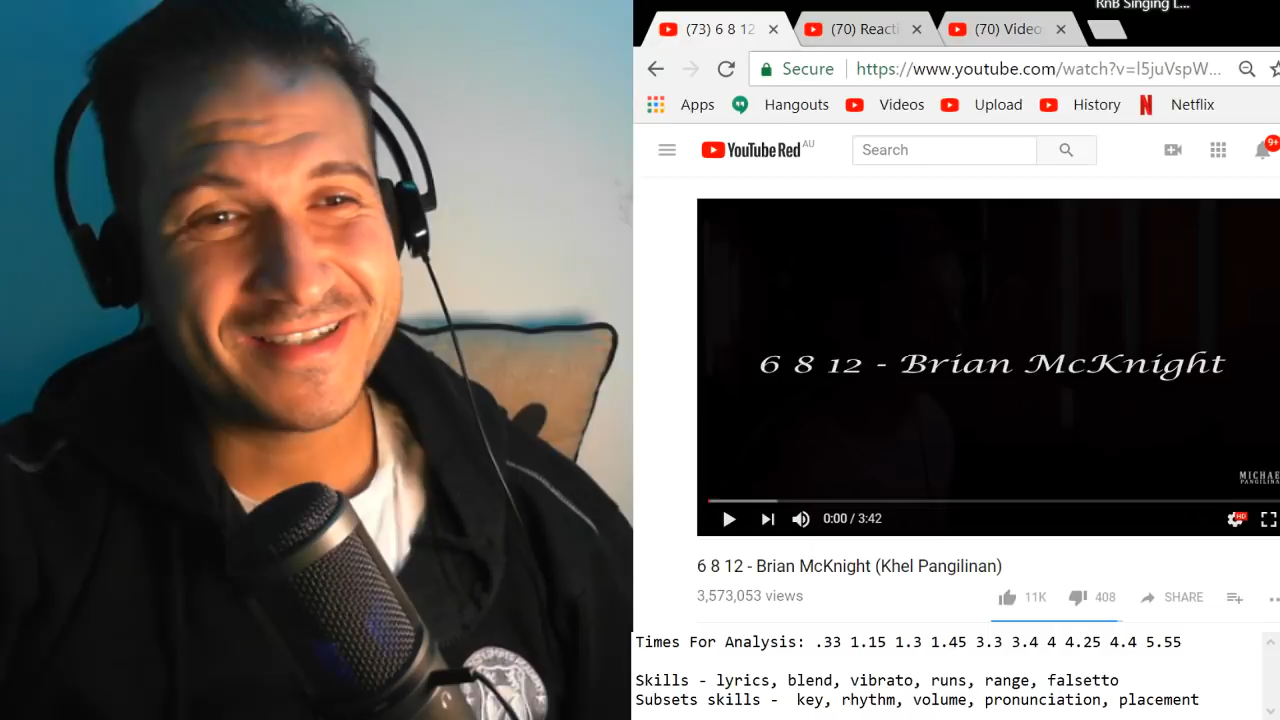 RnB Singing L...
(73) 6 8 12
(70) Reacti
(70) Video
Secure https://www.youtube.com/watch?v=l5juVspW...
Apps Hangouts Videos Upload History Netflix
YouTube Red AU Search 9+
6 8 12 - Brian McKnight
MICHAE
PANGILINA
0:00 / 3:42 HD
6 8 12 - Brian McKnight (Khel Pangilinan)
3,573,053 views 11K 408 SHARE
Times For Analysis: .33 1.15 1.3 1.45 3.3 3.4 4 4.25 4.4 5.55
Skills - lyrics, blend, vibrato, runs, range, falsetto
Subsets skills - key, rhythm, volume, pronunciation, placement